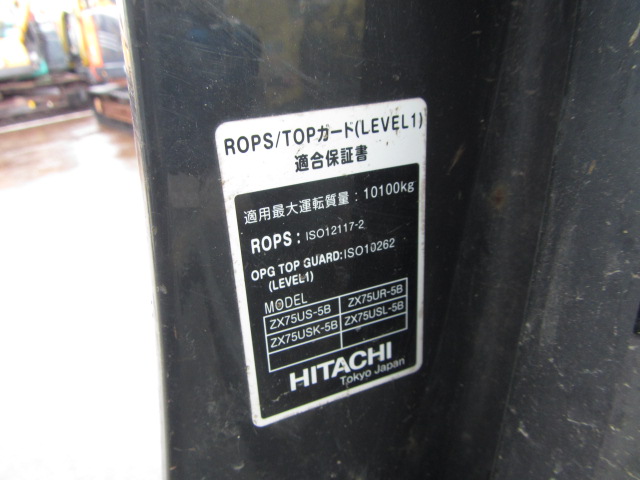 ROPS/TOPガード(LEVEL1)
適合保証書
適用最大運転質量：10100kg
ROPS：ISO12117-2
OPG TOP GUARD:ISO10262
(LEVEL1)
MODEL
ZX75US-5B ZX75UR-5B
ZX75USK-5B ZX75USL-5B
HITACHI
Tokyo Japan